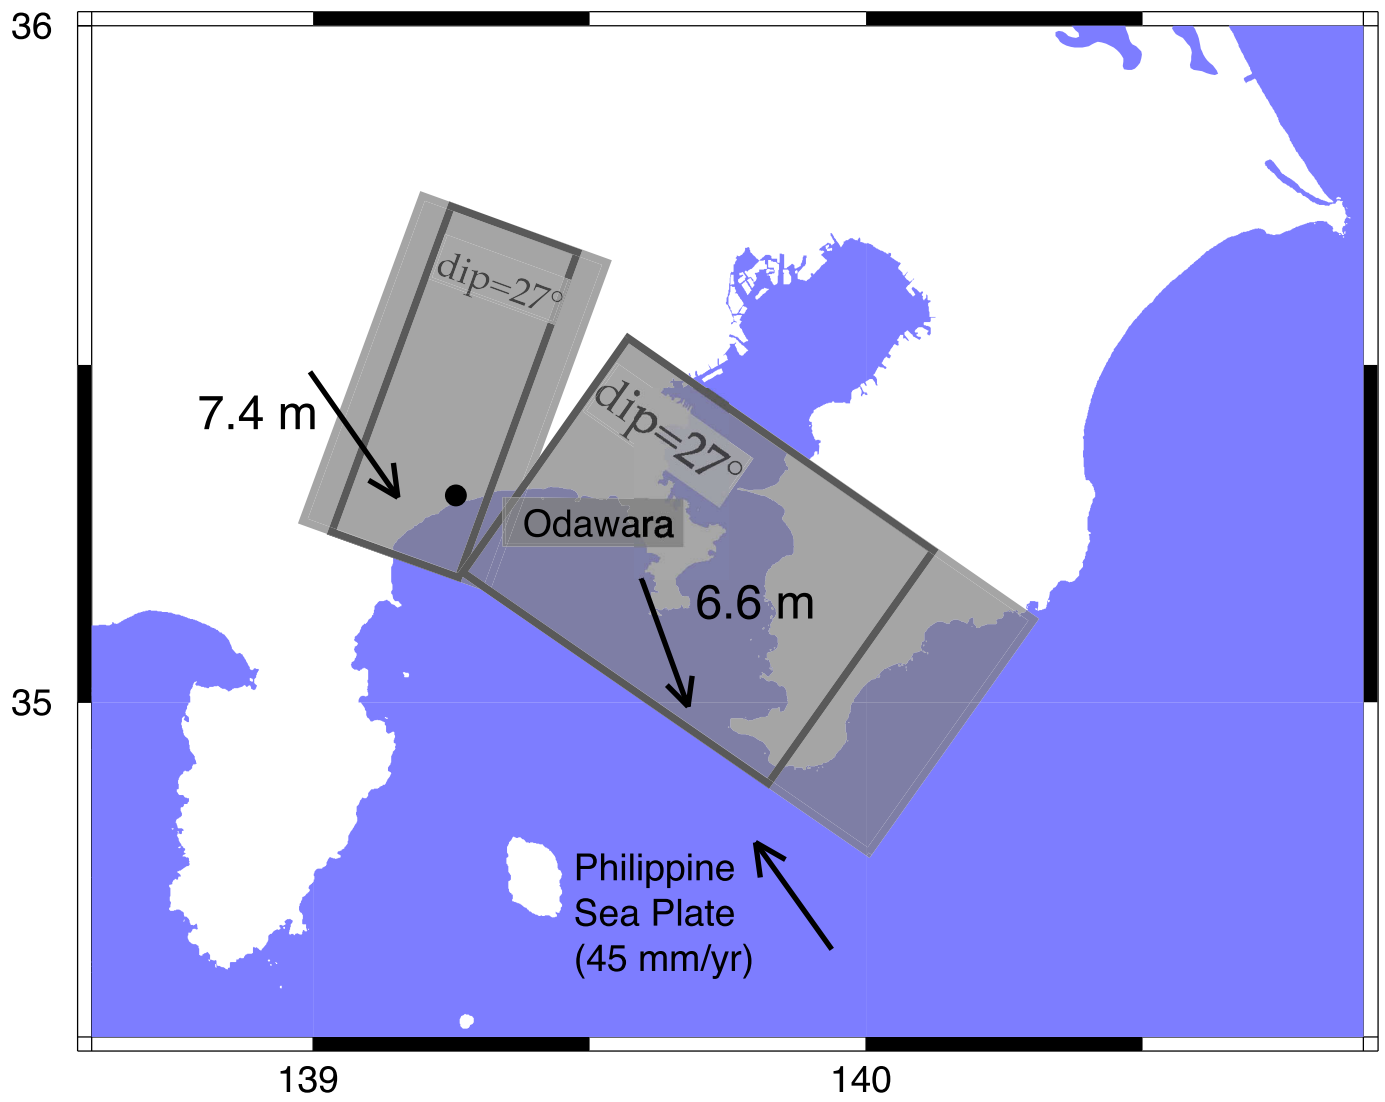 36
dip=27°
dip=27°
7.4 m
Odawara
6.6 m
35
Philippine
Sea Plate
(45 mm/yr)
139
140